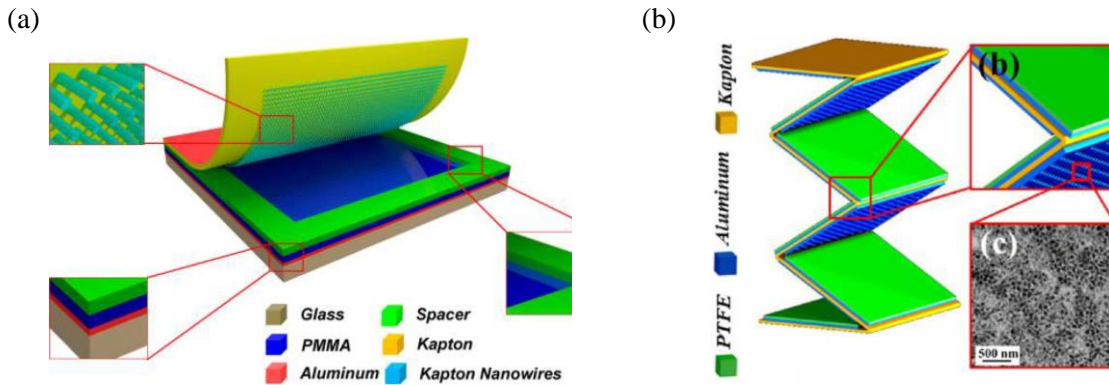 (a)
(b)
Glass
Spacer
PMMA
Kapton
Aluminum
Kapton Nanowires
PTFE
Aluminum
Kapton
(b)
(c)
500 nm